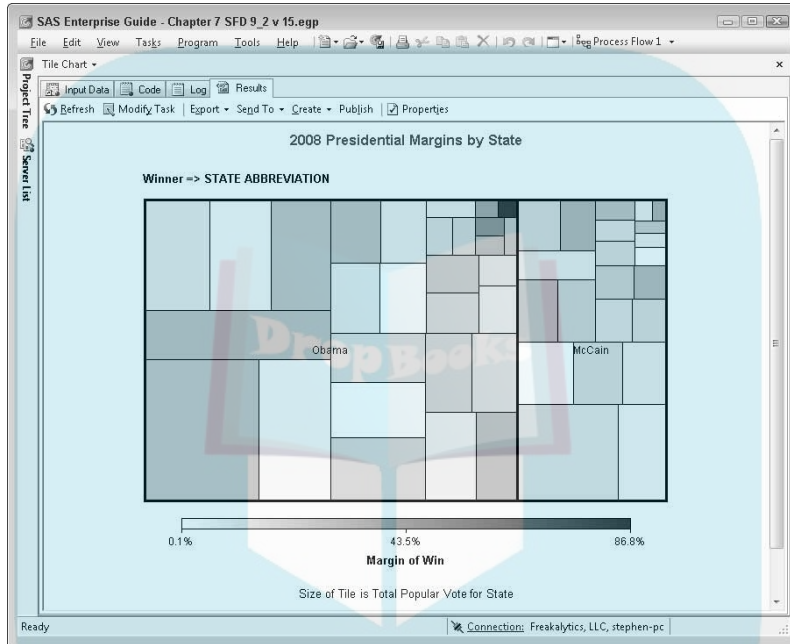 SAS Enterprise Guide - Chapter 7 SFD 9_2 v 15.egp
File Edit View Tasks Program Tools Help Process Flow 1
Tile Chart
Project Tree
Server List
Input Data Code Log Results
Refresh Modify Task Export Send To Create Publish Properties
2008 Presidential Margins by State
Winner => STATE ABBREVIATION
Drop Books
Obama
McCain
0.1% 43.5% 86.8%
Margin of Win
Size of Tile is Total Popular Vote for State
Ready Connection: Freakalytics, LLC, stephen-pc